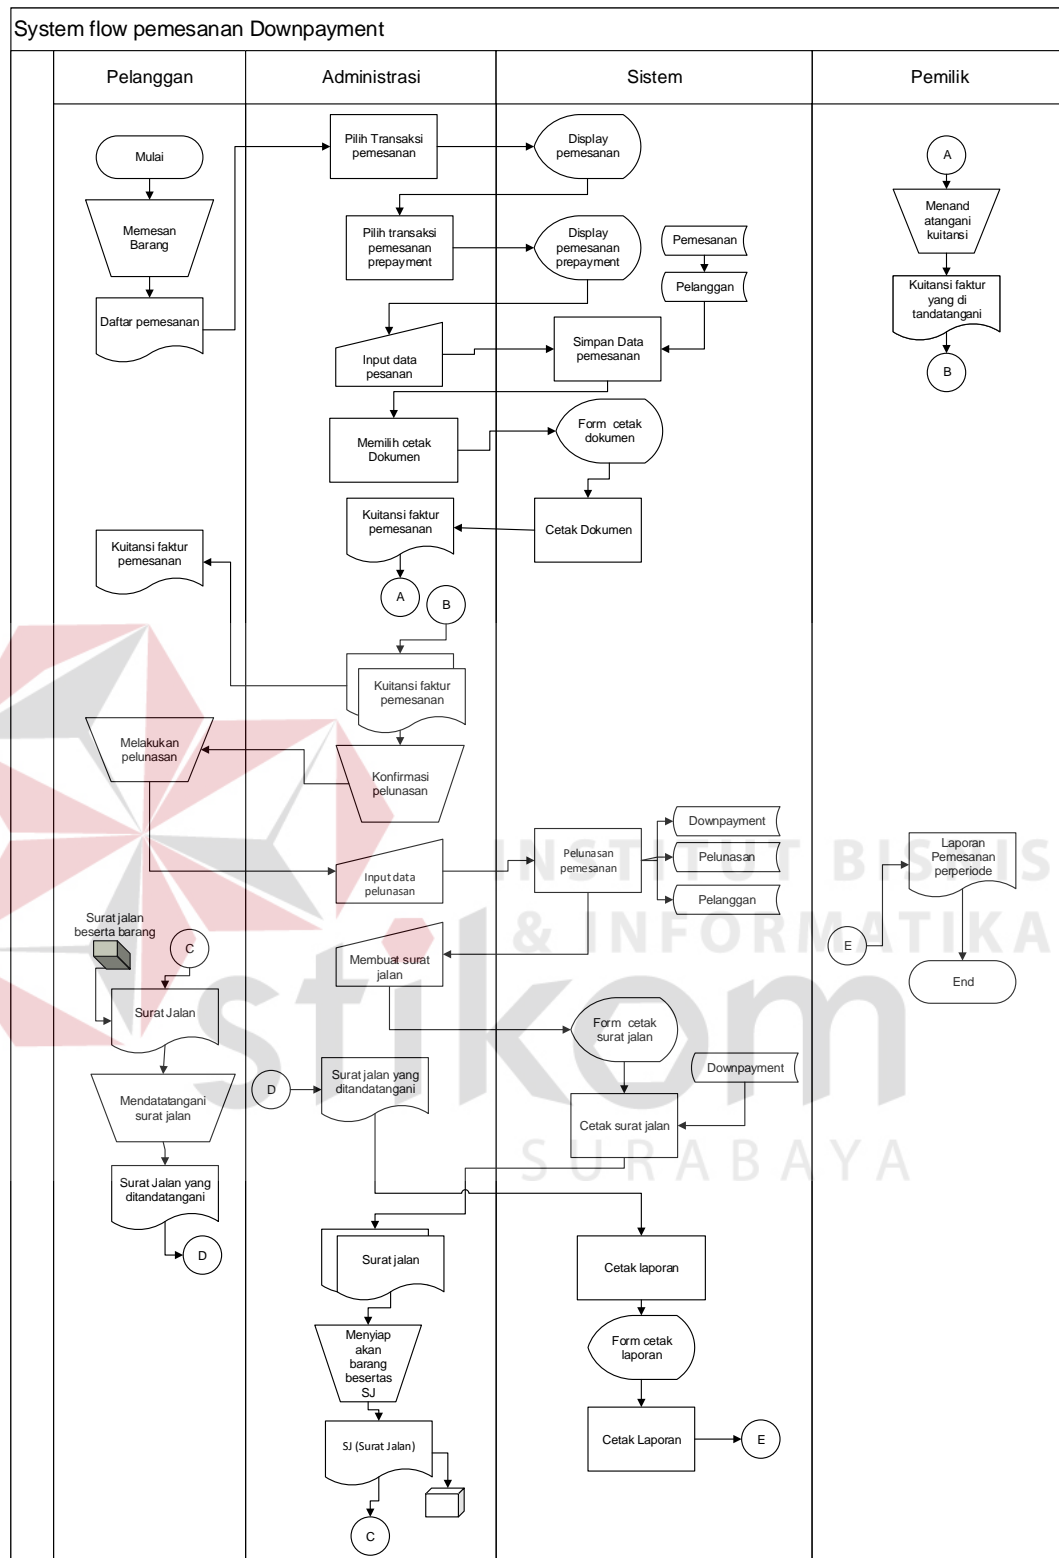 System flow pemesanan Downpayment
Pelanggan
Administrasi
Sistem
Pemilik
Mulai
Memesan
Barang
Daftar pemesanan
Pilih Transaksi
pemesanan
Display
pemesanan
Pilih transaksi
pemesanan
prepayment
Display
pemesanan
prepayment
Pemesanan
Pelanggan
Input data
pesanan
Simpan Data
pemesanan
Memilih cetak
Dokumen
Form cetak
dokumen
Kuitansi faktur
pemesanan
Cetak Dokumen
A
B
Kuitansi faktur
pemesanan
Kuitansi faktur
pemesanan
Melakukan
pelunasan
Konfirmasi
pelunasan
Input data
pelunasan
Pelunasan
pemesanan
Downpayment
Pelunasan
Pelanggan
Surat jalan
beserta barang
C
Surat Jalan
Membuat surat
jalan
Form cetak
surat jalan
Downpayment
Cetak surat jalan
Mendatatangani
surat jalan
D
Surat jalan yang
ditandatangani
Surat Jalan yang
ditandatangani
D
Surat jalan
Cetak laporan
Menyiap
akan
barang
besertas
SJ
Form cetak
laporan
SJ (Surat Jalan)
Cetak Laporan
E
C
A
Menand
atangani
kuitansi
Kuitansi faktur
yang di
tandatangani
B
Laporan
Pemesanan
perperiode
E
End
INSTITUT BISNIS
& INFORMATIKA
stikom
SURABAYA